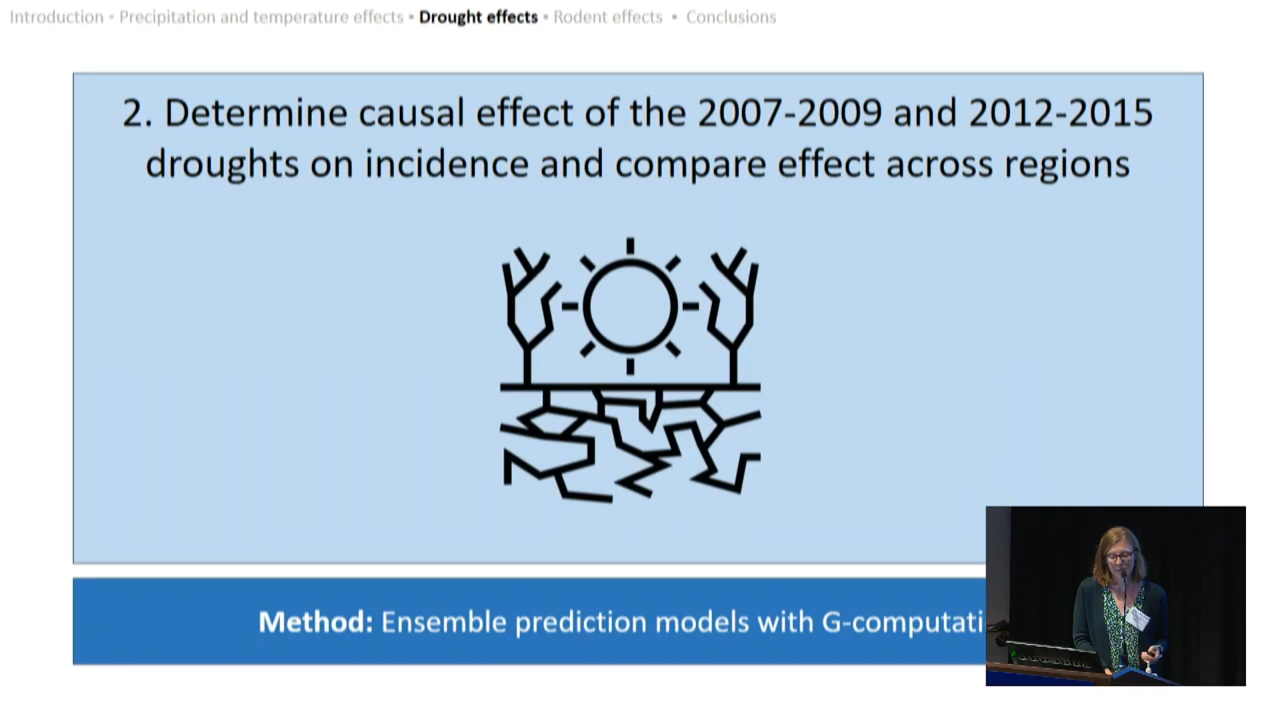 Introduction • Precipitation and temperature effects • Drought effects • Rodent effects • Conclusions
2. Determine causal effect of the 2007-2009 and 2012-2015
droughts on incidence and compare effect across regions
Method: Ensemble prediction models with G-computati